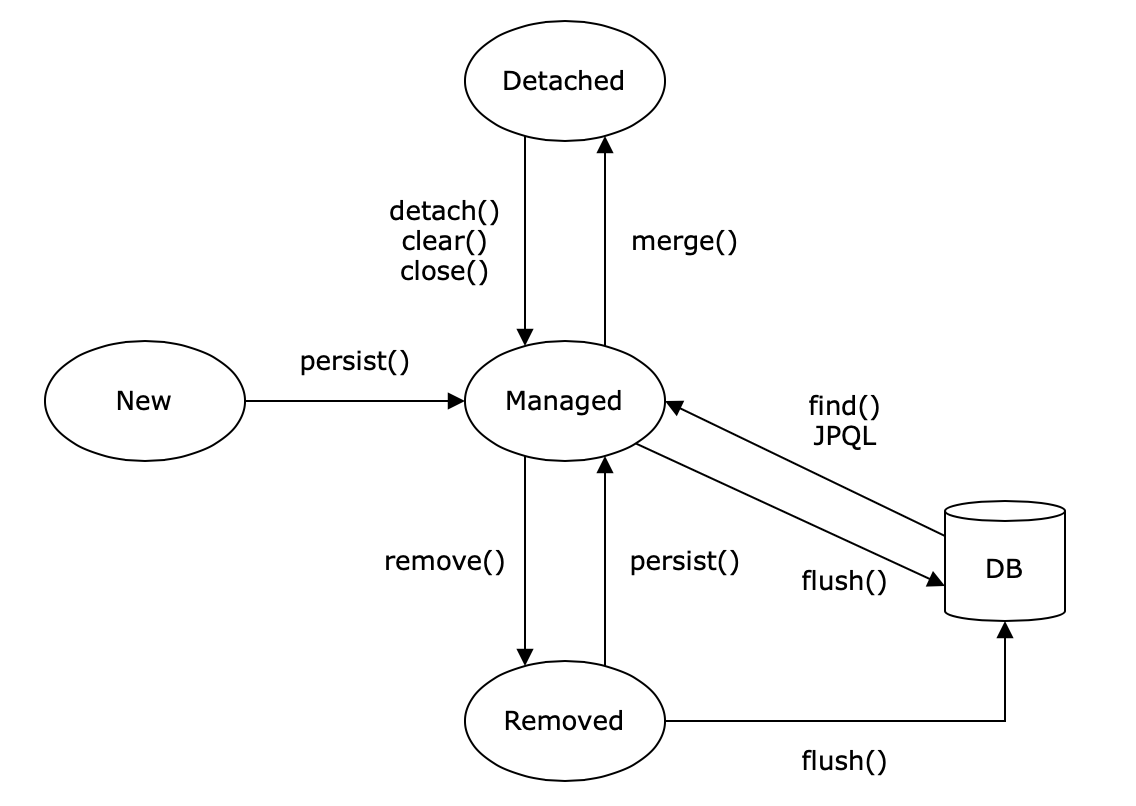 Detached
detach()
clear()
close()
merge()
persist()
New
Managed
find()
JPQL
remove()
persist()
flush()
DB
Removed
flush()